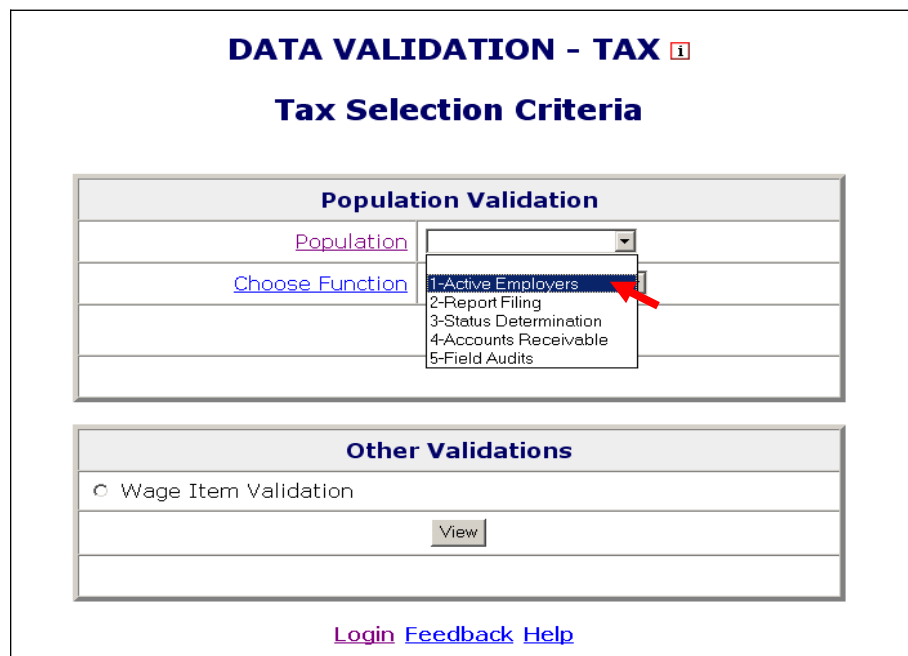 DATA VALIDATION - TAX i
Tax Selection Criteria
Population Validation
Population
Choose Function
1-Active Employers
2-Report Filing
3-Status Determination
4-Accounts Receivable
5-Field Audits
Other Validations
Wage Item Validation
View
Login Feedback Help